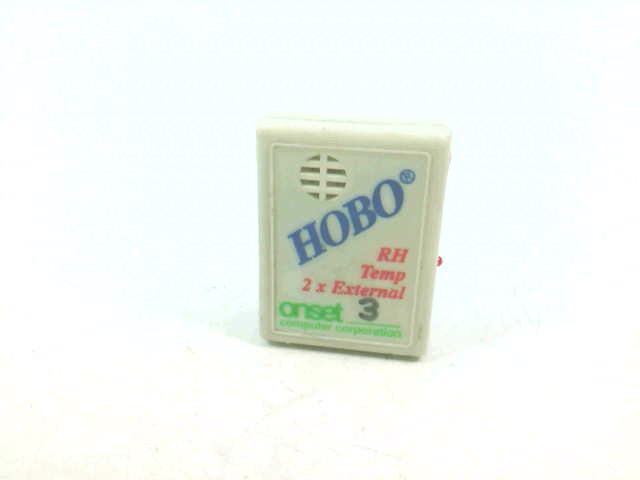 HOBO®
RH
Temp
2 x External
onset 3
computer corporation